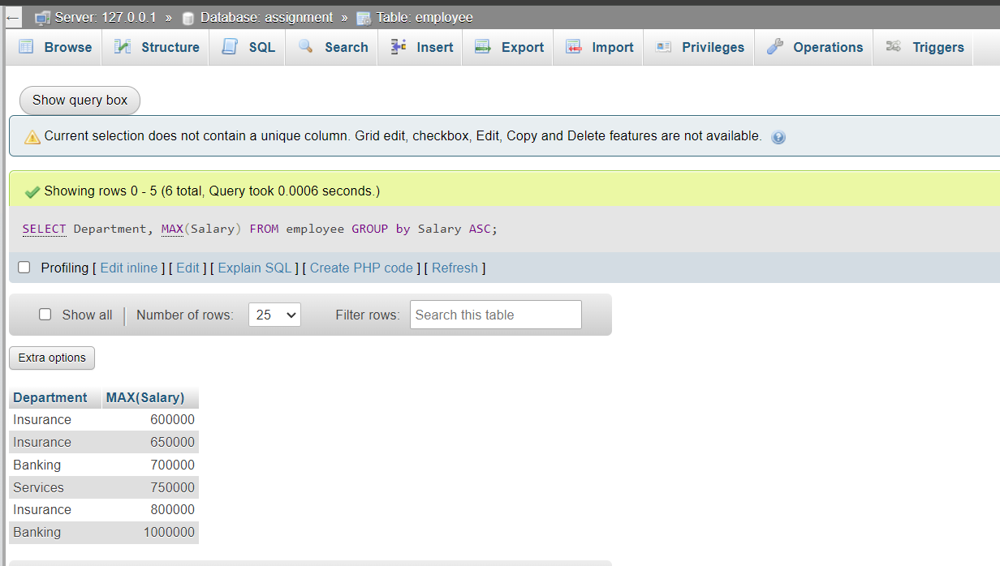 ← Server: 127.0.0.1 » Database: assignment » Table: employee
Browse Structure SQL Search Insert Export Import Privileges Operations Triggers
Show query box
Current selection does not contain a unique column. Grid edit, checkbox, Edit, Copy and Delete features are not available.
Showing rows 0 - 5 (6 total, Query took 0.0006 seconds.)
SELECT Department, MAX(Salary) FROM employee GROUP by Salary ASC;
Profiling [ Edit inline ] [ Edit ] [ Explain SQL ] [ Create PHP code ] [ Refresh ]
Show all | Number of rows: 25 Filter rows: Search this table
Extra options
Department MAX(Salary)
Insurance 600000
Insurance 650000
Banking 700000
Services 750000
Insurance 800000
Banking 1000000